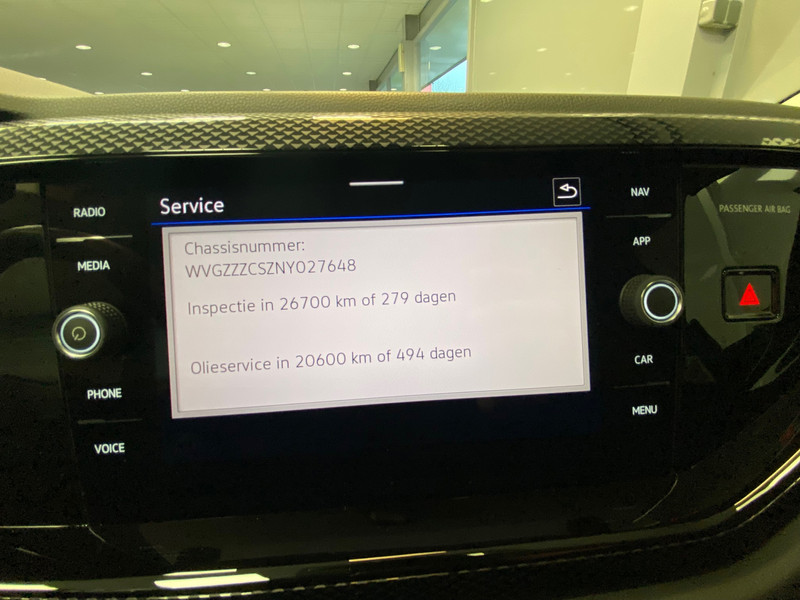 Service
Chassisnummer:
WVGZZZCSZNY027648
Inspectie in 26700 km of 279 dagen
Olieservice in 20600 km of 494 dagen
RADIO
MEDIA
PHONE
VOICE
NAV
APP
CAR
MENU
PASSENGER AIR BAG